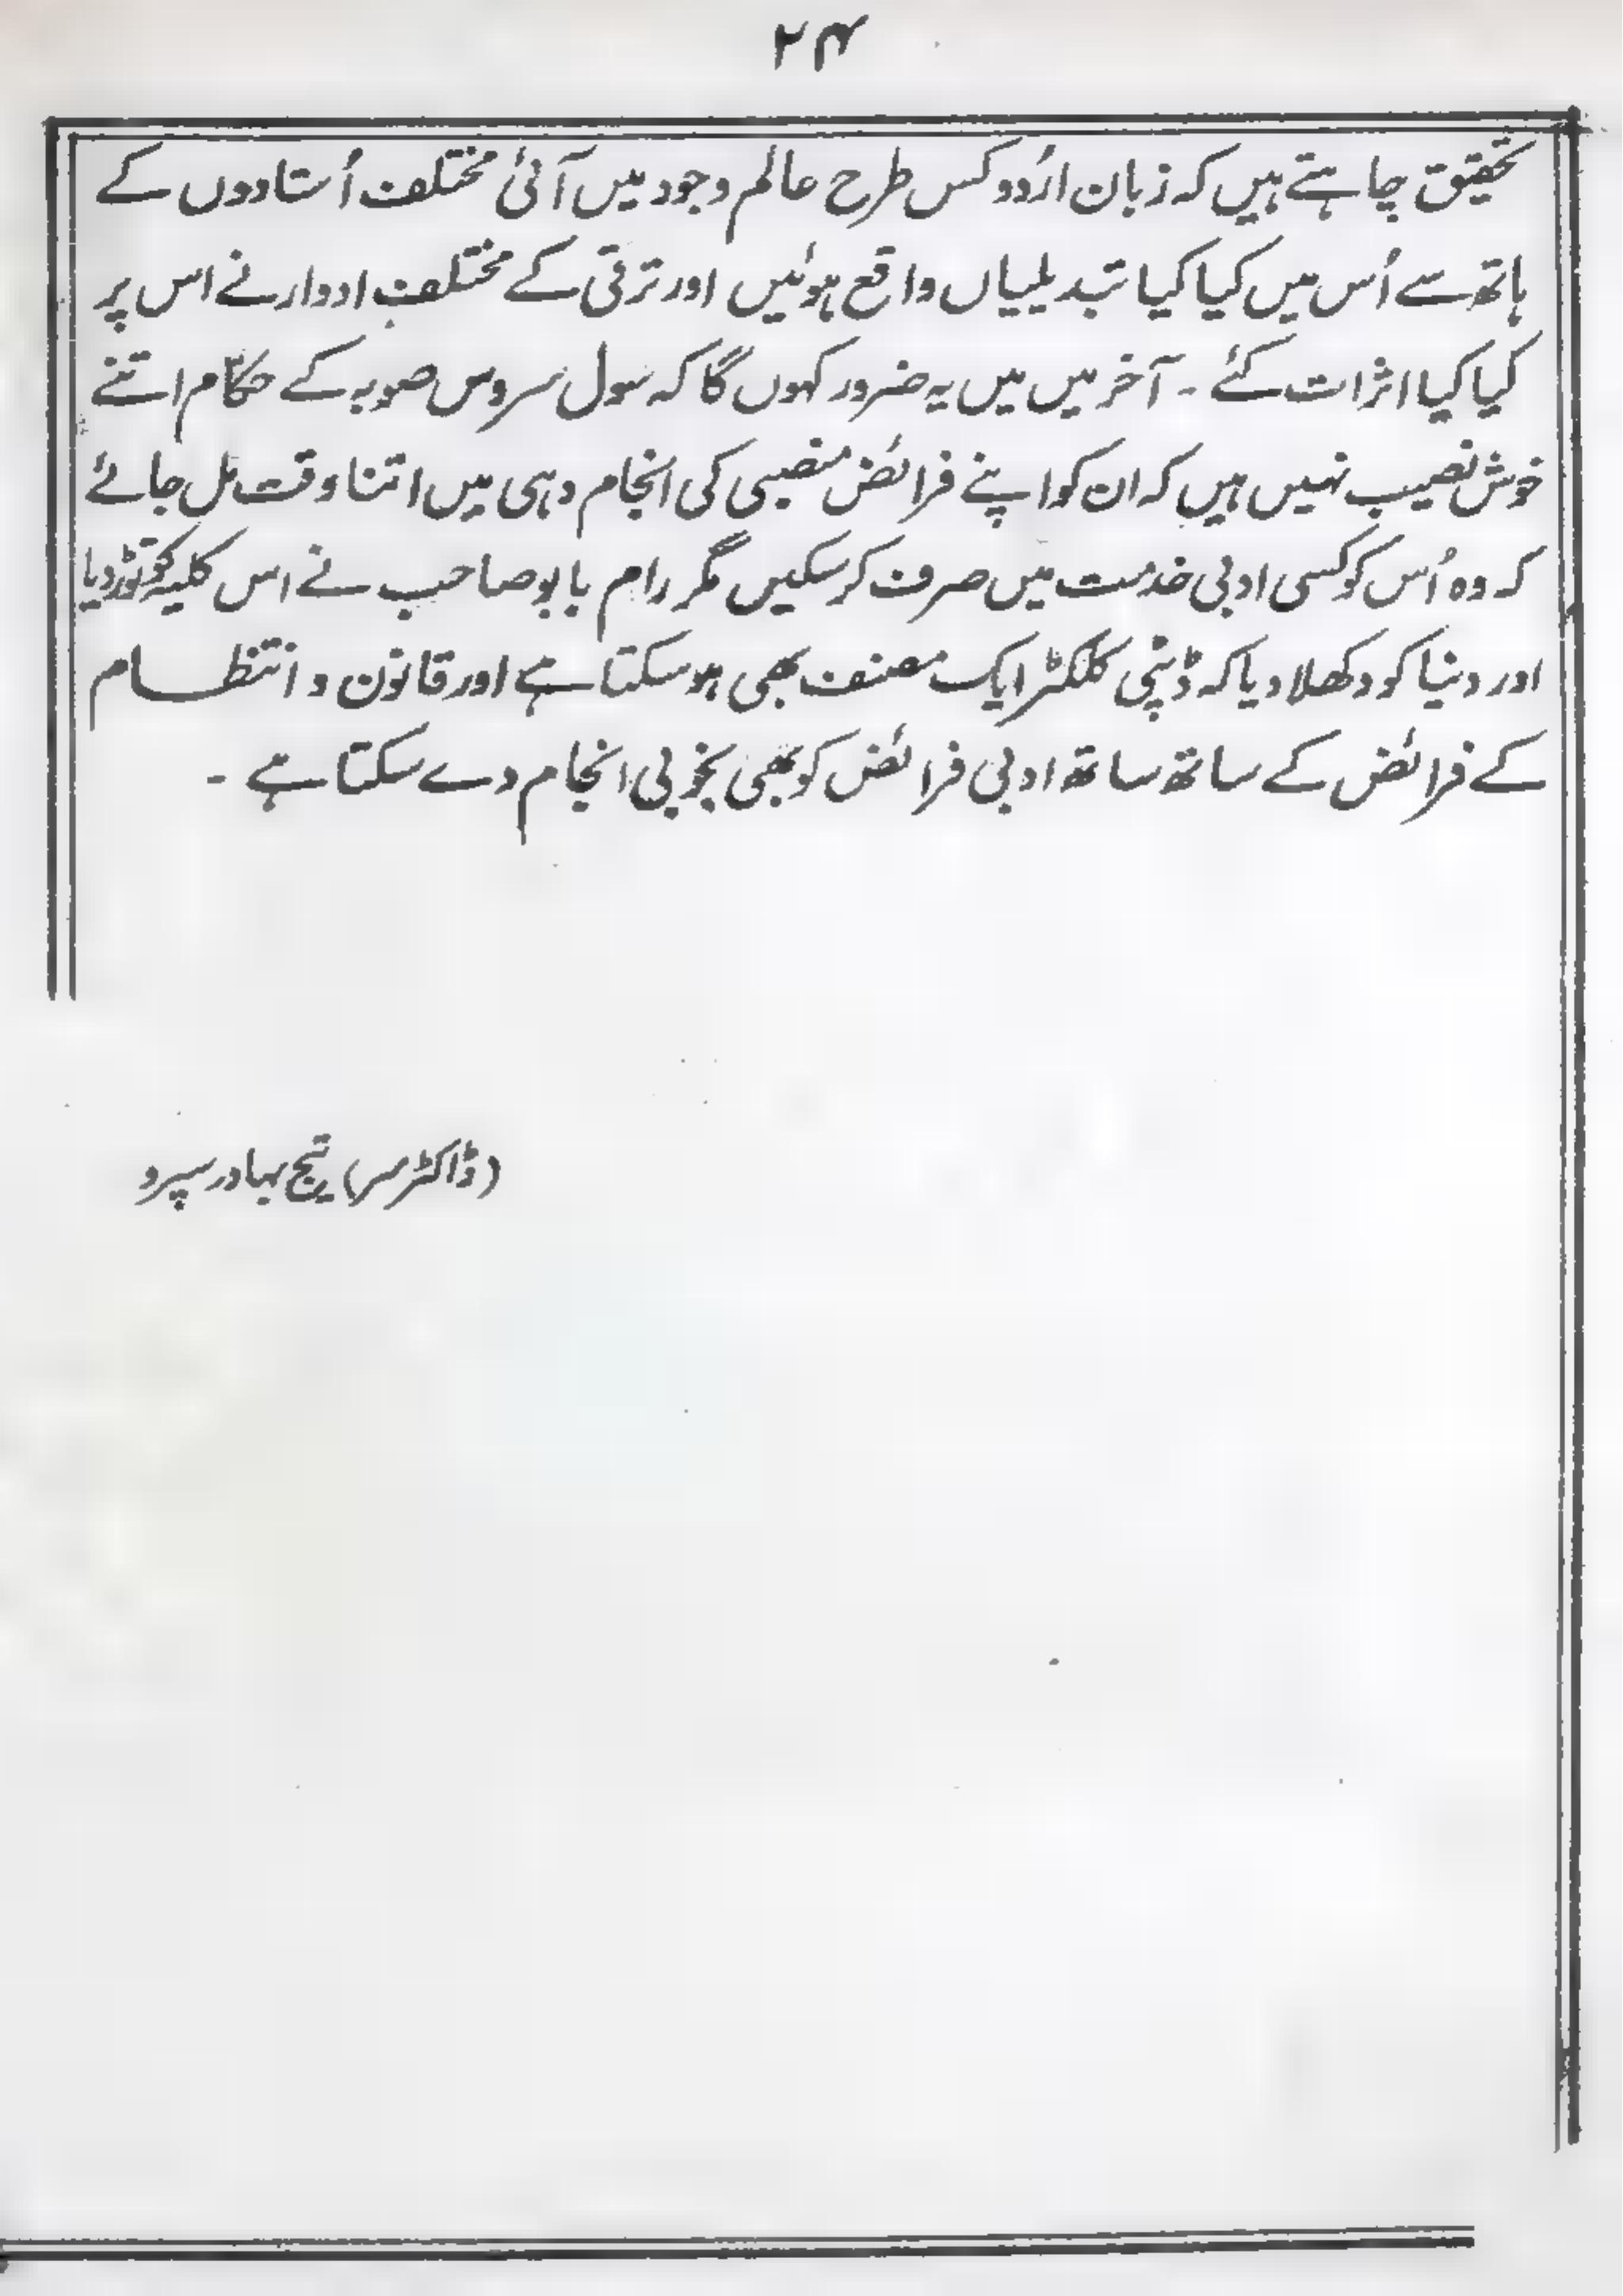 ۲۴
تحقیق چاہتے ہیں کہ زبان اردو کس طرح عالم وجود میں آئی مختلف اُستادوں کے
ہاتھ سے اُس میں کیا کیا تبدیلیاں واقع ہوئیں اور ترقی کے مختلف ادوار نے اس پر
کیا کیا اثرات کئے ۔ آخر میں میں یہ ضرور کہوں گا کہ سول سروس صوبہ کے حکّام اتنے
خوش نصیب نہیں ہیں کہ ان کو اپنے فرائض منصبی کی انجام دہی میں اتنا وقت مل جائے
کہ وہ اُس کو کسی ادبی خدمت میں صرف کر سکیں مگر رام بابو صاحب نے اس کلیہ کو توڑ دیا
اور دنیا کو دکھلا دیا کہ ڈپٹی کلکٹر ایک مصنف بھی ہو سکتا ہے اور قانون و انتظام
کے فرائض کے ساتھ ساتھ ادبی فرائض کو بھی بخوبی انجام دے سکتا ہے ۔
(ڈاکٹر سر) تیج بہادر سپرو